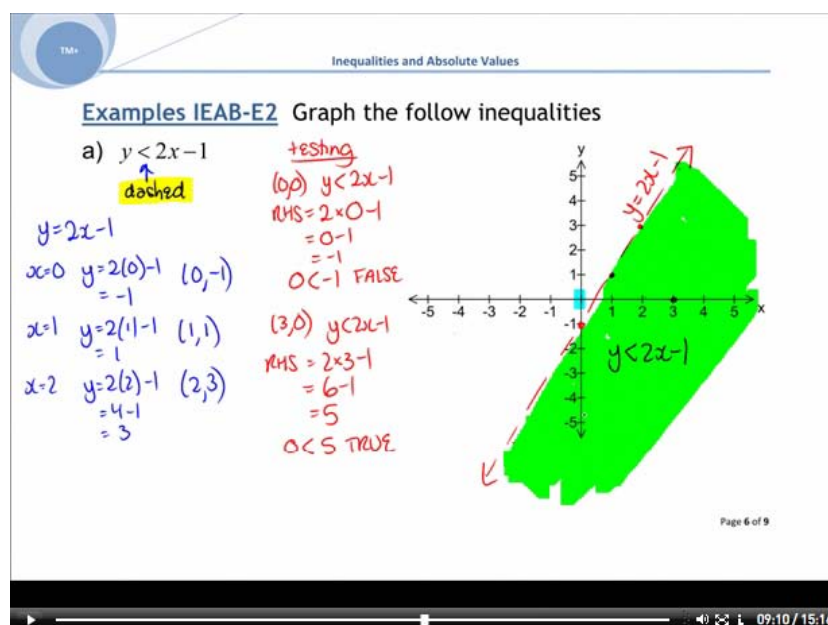 TM+
Inequalities and Absolute Values
Examples IEAB-E2 Graph the follow inequalities
a) y < 2x − 1
dashed
y=2x-1
x=0 y=2(0)-1 (0,-1)
= -1
x=1 y=2(1)-1 (1,1)
= 1
x=2 y=2(2)-1 (2,3)
=4-1
= 3
testing
(0,0) y<2x-1
RHS=2×0-1
=0-1
=-1
0<-1 FALSE
(3,0) y<2x-1
RHS=2×3-1
=6-1
=5
0<5 TRUE
y
5
4
3
2
1
-5 -4 -3 -2 -1 0 1 2 3 4 5 x
-1
-2
-3
-4
-5
y=2x-1
y<2x-1
Page 6 of 9
09:10 / 15:1